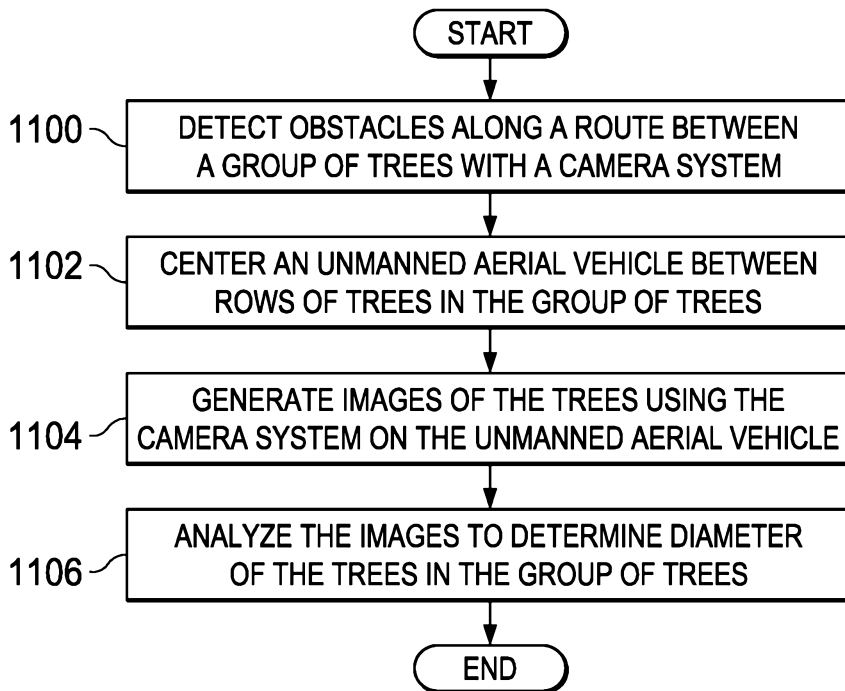 START
1100
DETECT OBSTACLES ALONG A ROUTE BETWEEN
A GROUP OF TREES WITH A CAMERA SYSTEM
1102
CENTER AN UNMANNED AERIAL VEHICLE BETWEEN
ROWS OF TREES IN THE GROUP OF TREES
1104
GENERATE IMAGES OF THE TREES USING THE
CAMERA SYSTEM ON THE UNMANNED AERIAL VEHICLE
1106
ANALYZE THE IMAGES TO DETERMINE DIAMETER
OF THE TREES IN THE GROUP OF TREES
END